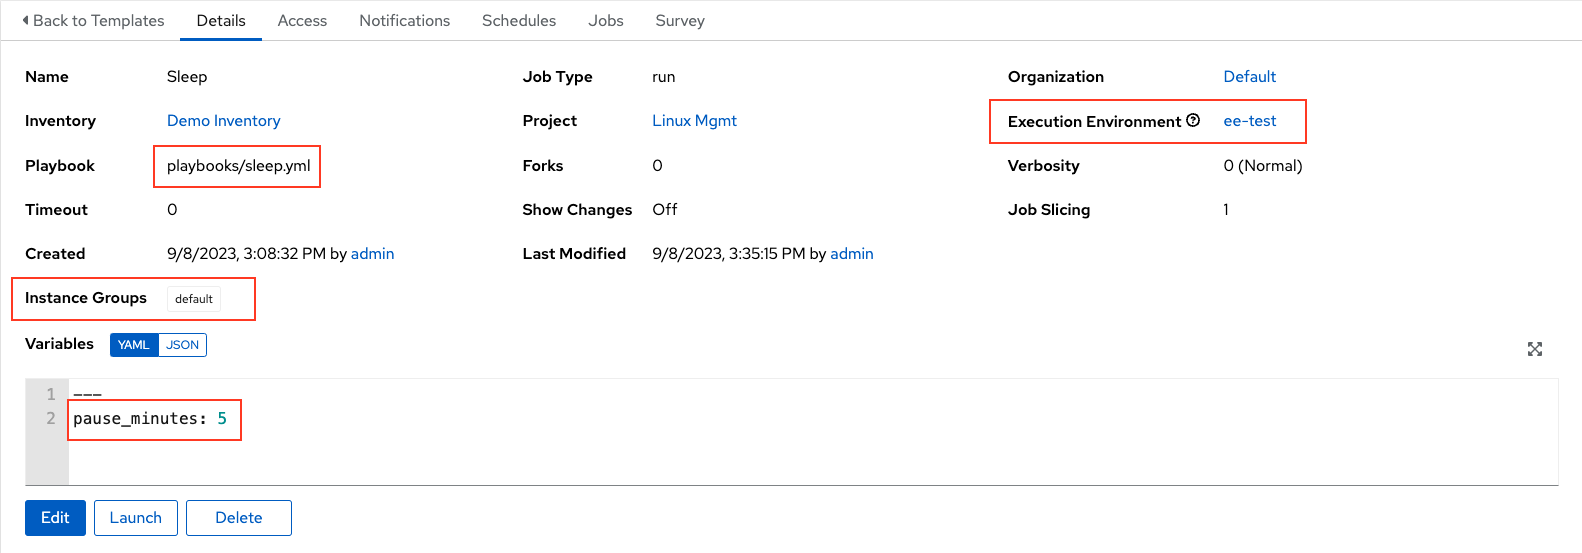 Back to Templates Details Access Notifications Schedules Jobs Survey
Name Sleep Job Type run Organization Default
Inventory Demo Inventory Project Linux Mgmt Execution Environment ee-test
Playbook playbooks/sleep.yml Forks 0 Verbosity 0 (Normal)
Timeout 0 Show Changes Off Job Slicing 1
Created 9/8/2023, 3:08:32 PM by admin Last Modified 9/8/2023, 3:35:15 PM by admin
Instance Groups default
Variables YAML JSON
1 ---
2 pause_minutes: 5
Edit Launch Delete